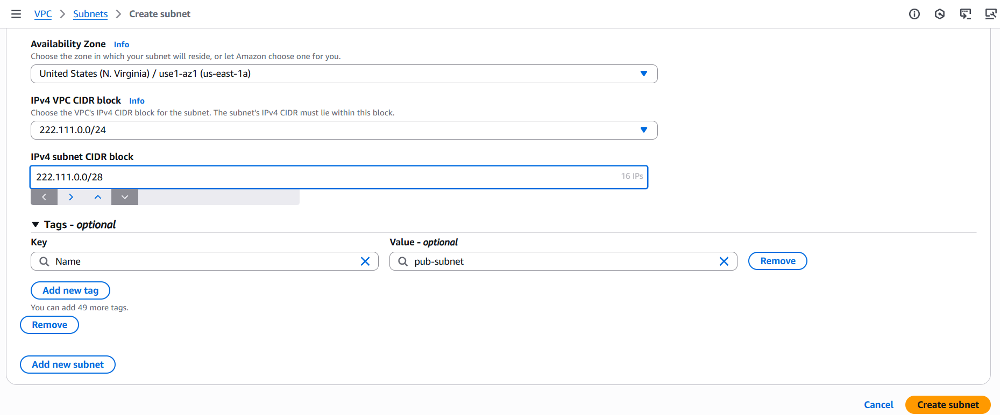 VPC > Subnets > Create subnet
Availability Zone Info
Choose the zone in which your subnet will reside, or let Amazon choose one for you.
United States (N. Virginia) / use1-az1 (us-east-1a)
IPv4 VPC CIDR block Info
Choose the VPC's IPv4 CIDR block for the subnet. The subnet's IPv4 CIDR must lie within this block.
222.111.0.0/24
IPv4 subnet CIDR block
222.111.0.0/28 16 IPs
Tags - optional
Key Value - optional
Name pub-subnet Remove
Add new tag
You can add 49 more tags.
Remove
Add new subnet
Cancel Create subnet